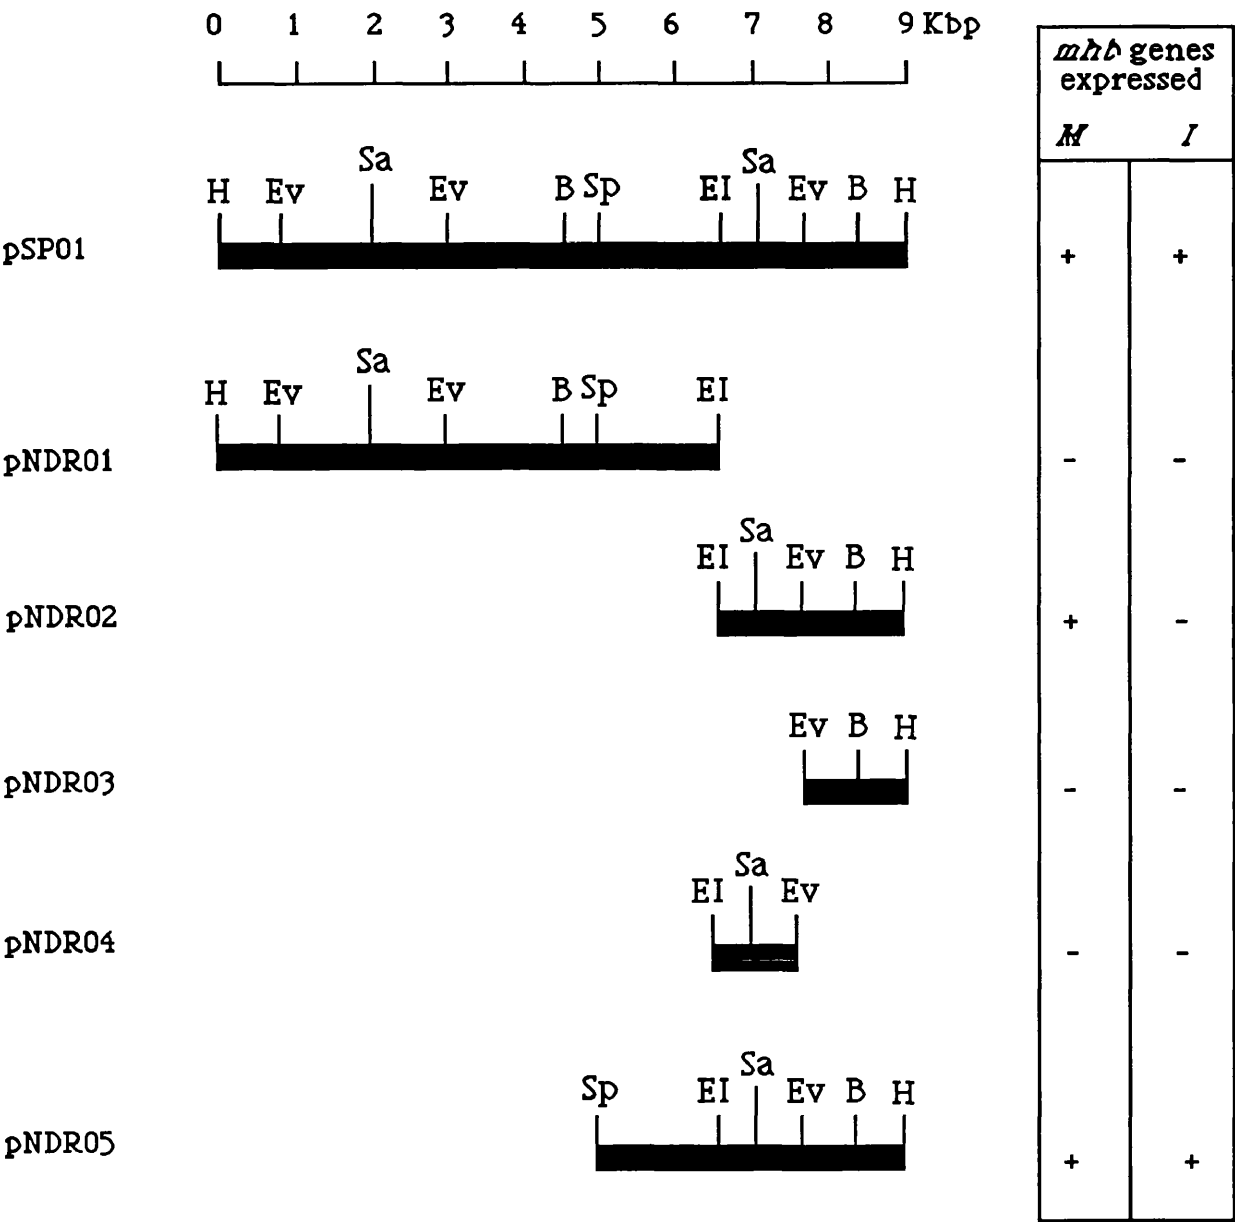 0 1 2 3 4 5 6 7 8 9 Kbp
mhb genes
expressed
M I
H Ev Sa Ev B Sp EI Sa Ev B H
pSP01 + +
H Ev Sa Ev B Sp EI
pNDR01 - -
EI Sa Ev B H
pNDR02 + -
Ev B H
pNDR03 - -
EI Sa Ev
pNDR04 - -
Sp EI Sa Ev B H
pNDR05 + +